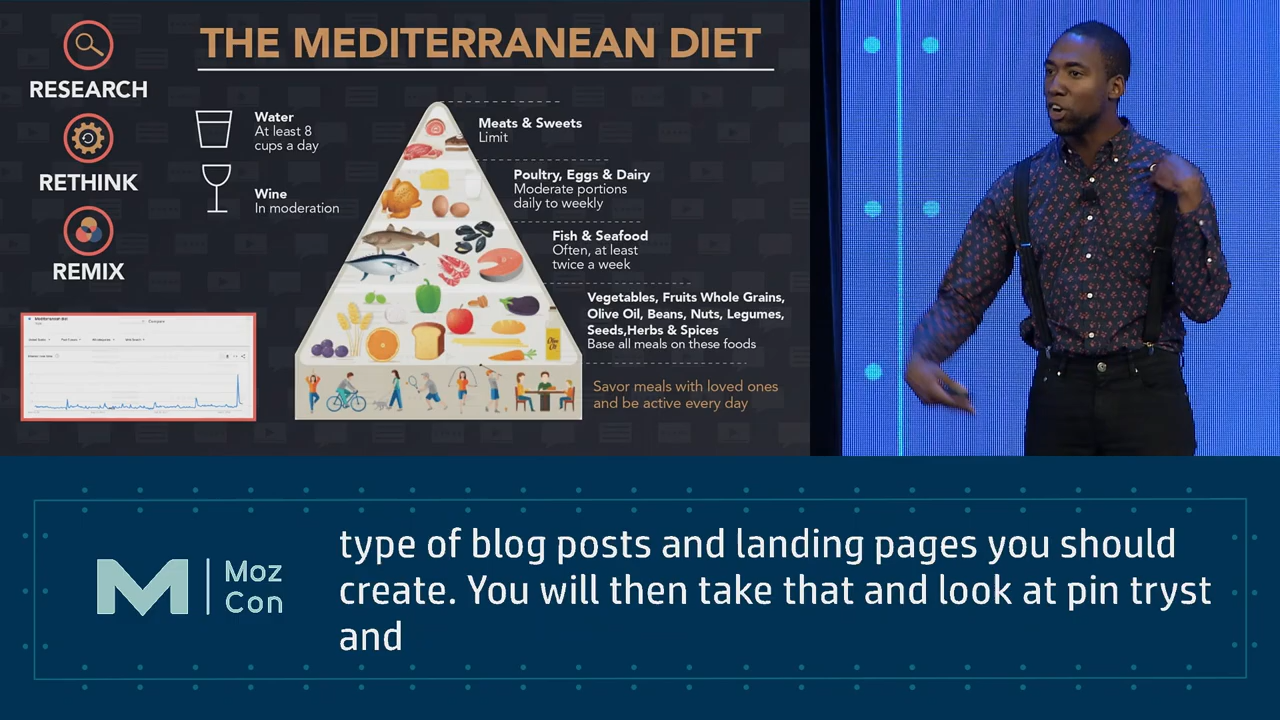 RESEARCH
RETHINK
REMIX
THE MEDITERRANEAN DIET
Water
At least 8
cups a day
Wine
In moderation
Meats & Sweets
Limit
Poultry, Eggs & Dairy
Moderate portions
daily to weekly
Fish & Seafood
Often, at least
twice a week
Vegetables, Fruits Whole Grains,
Olive Oil, Beans, Nuts, Legumes,
Seeds,Herbs & Spices
Base all meals on these foods
Savor meals with loved ones
and be active every day
Olive
Oil
Mediterranean diet
Compare
Moz
Con
type of blog posts and landing pages you should
create. You will then take that and look at pin tryst
and